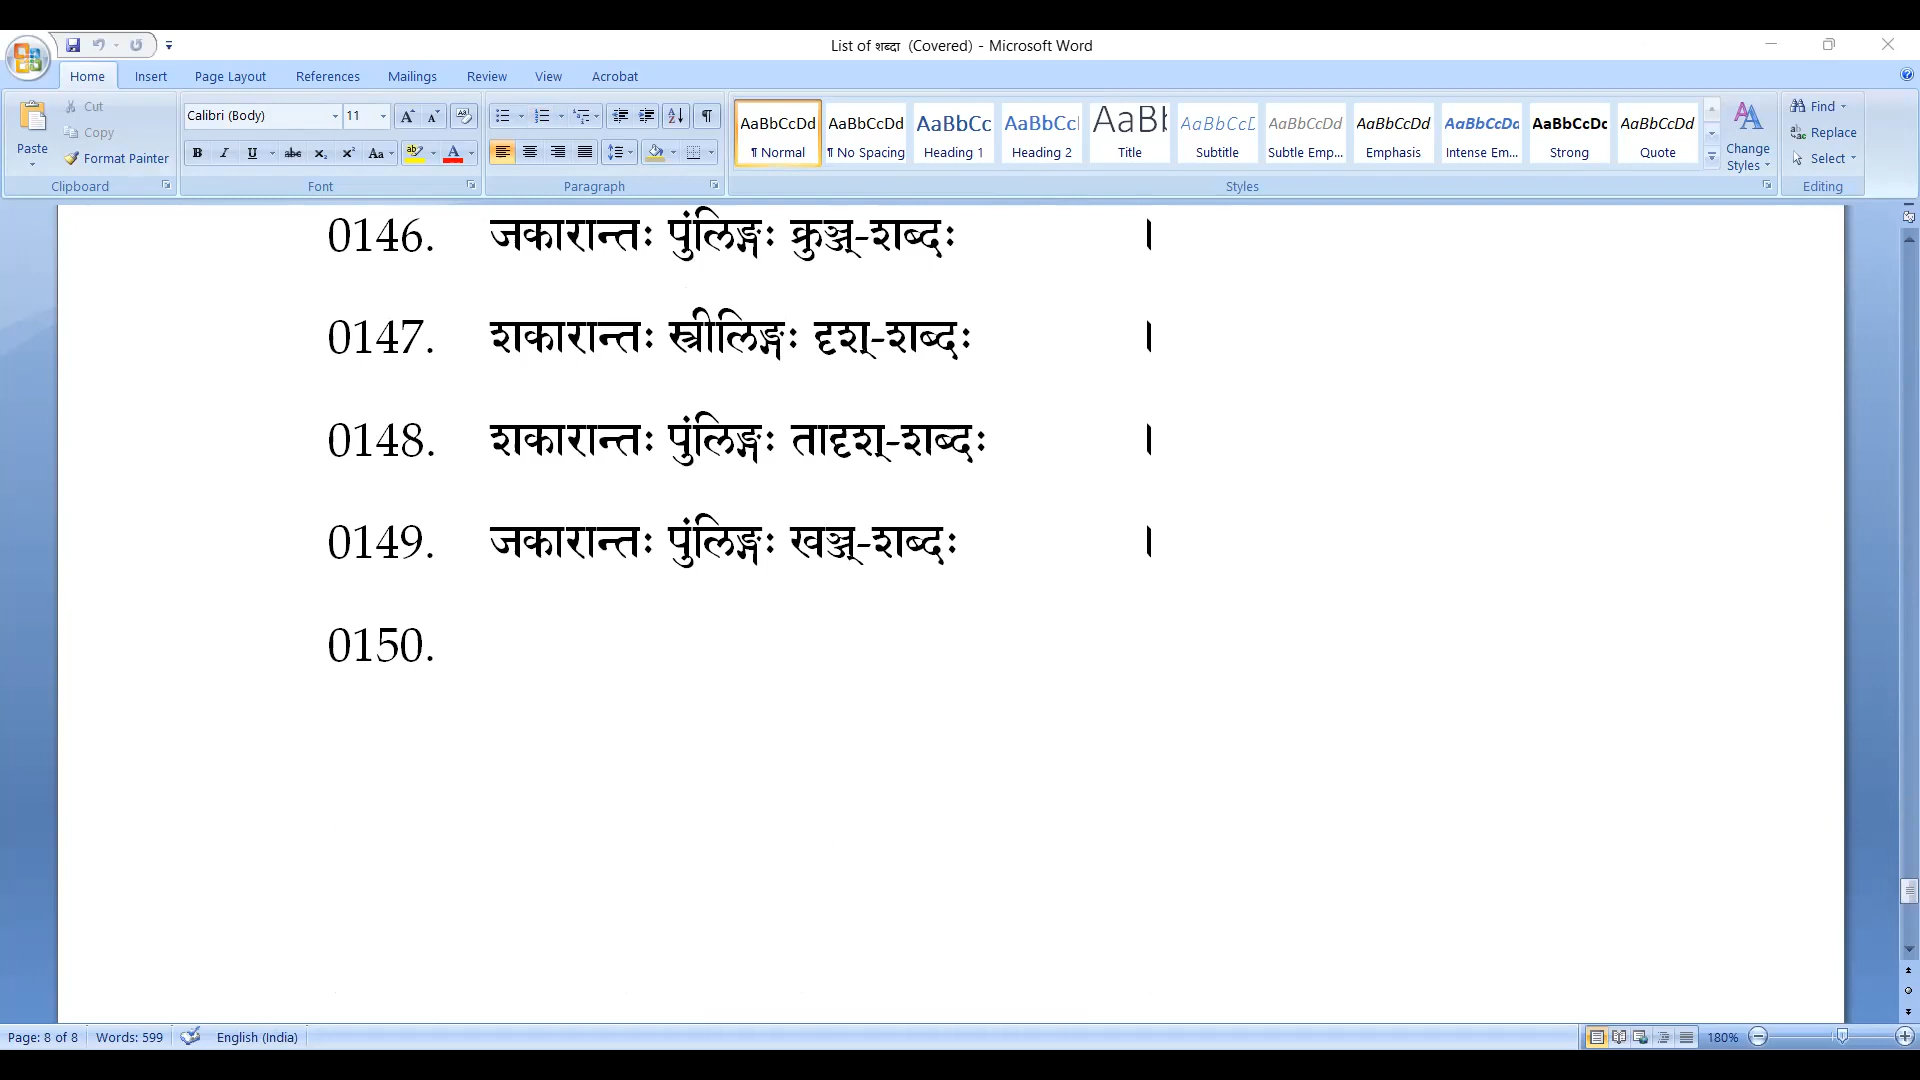 List of शब्दा (Covered) - Microsoft Word
Home Insert Page Layout References Mailings Review View Acrobat
Cut
Copy
Format Painter
Paste
Clipboard
Calibri (Body) 11
Font
Paragraph
AaBbCcDd AaBbCcDd AaBbCc AaBbCc AaB AaBbCcD AaBbCcDd AaBbCcDd AaBbCcDd AaBbCcDc AaBbCcDd
¶ Normal ¶ No Spacing Heading 1 Heading 2 Title Subtitle Subtle Emp... Emphasis Intense Em... Strong Quote
Styles
Change Styles
Find
Replace
Select
Editing
0146. जकारान्तः पुंलिङ्गः क्रुञ्ज्-शब्दः ।
0147. शकारान्तः स्त्रीलिङ्गः दृश्-शब्दः ।
0148. शकारान्तः पुंलिङ्गः तादृश्-शब्दः ।
0149. जकारान्तः पुंलिङ्गः खञ्ज्-शब्दः ।
0150.
Page: 8 of 8 Words: 599 English (India) 180%